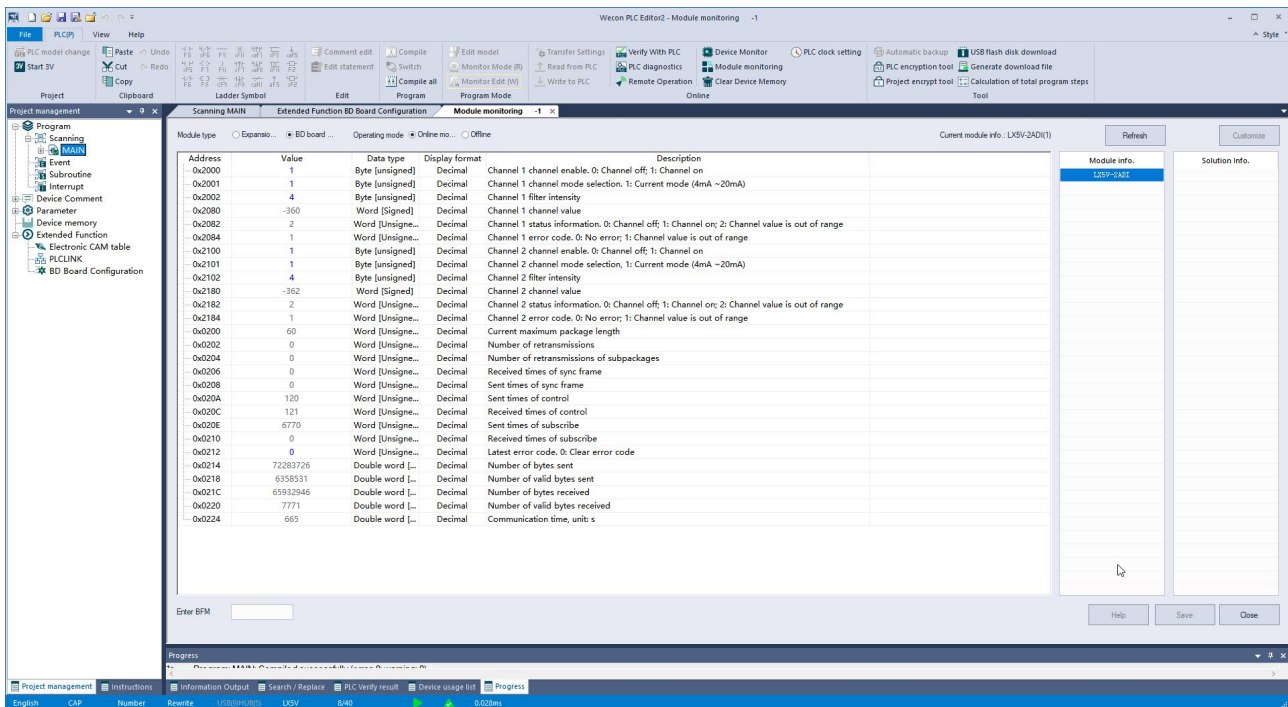 Wecon PLC Editor2 - Module monitoring -1
File PLC(P) View Help
Style
PLC model change Paste Undo Comment edit Compile Edit model Transfer Settings Verify With PLC Device Monitor PLC clock setting Automatic backup USB flash disk download
Start 3V Cut Redo Edit statement Switch Monitor Mode (R) Read from PLC PLC diagnostics Module monitoring PLC encryption tool Generate download file
Copy Compile all Monitor Edit (W) Write to PLC Remote Operation Clear Device Memory Project encrypt tool Calculation of total program steps
Project Clipboard Ladder Symbol Edit Program Program Mode Online Tool
Project management
Program
Scanning
MAIN
Event
Subroutine
Interrupt
Device Comment
Parameter
Device memory
Extended Function
Electronic CAM table
PLCLINK
BD Board Configuration
Scanning MAIN Extended Function BD Board Configuration Module monitoring -1
Module type Expansio... BD board ... Operating mode Online mo... Offline Current module info.: LX5V-2ADI(1) Refresh Customize
Address Value Data type Display format Description
0x2000 1 Byte [unsigned] Decimal Channel 1 channel enable. 0: Channel off; 1: Channel on
0x2001 1 Byte [unsigned] Decimal Channel 1 channel mode selection. 1: Current mode (4mA ~20mA)
0x2002 4 Byte [unsigned] Decimal Channel 1 filter intensity
0x2080 -360 Word [Signed] Decimal Channel 1 channel value
0x2082 2 Word [Unsigne... Decimal Channel 1 status information. 0: Channel off; 1: Channel on; 2: Channel value is out of range
0x2084 1 Word [Unsigne... Decimal Channel 1 error code. 0: No error; 1: Channel value is out of range
0x2100 1 Byte [unsigned] Decimal Channel 2 channel enable. 0: Channel off; 1: Channel on
0x2101 1 Byte [unsigned] Decimal Channel 2 channel mode selection, 1: Current mode (4mA ~20mA)
0x2102 4 Byte [unsigned] Decimal Channel 2 filter intensity
0x2180 -362 Word [Signed] Decimal Channel 2 channel value
0x2182 2 Word [Unsigne... Decimal Channel 2 status information. 0: Channel off; 1: Channel on; 2: Channel value is out of range
0x2184 1 Word [Unsigne... Decimal Channel 2 error code. 0: No error; 1: Channel value is out of range
0x0200 60 Word [Unsigne... Decimal Current maximum package length
0x0202 0 Word [Unsigne... Decimal Number of retransmissions
0x0204 0 Word [Unsigne... Decimal Number of retransmissions of subpackages
0x0206 0 Word [Unsigne... Decimal Received times of sync frame
0x0208 0 Word [Unsigne... Decimal Sent times of sync frame
0x020A 120 Word [Unsigne... Decimal Sent times of control
0x020C 121 Word [Unsigne... Decimal Received times of control
0x020E 6770 Word [Unsigne... Decimal Sent times of subscribe
0x0210 0 Word [Unsigne... Decimal Received times of subscribe
0x0212 0 Word [Unsigne... Decimal Latest error code. 0: Clear error code
0x0214 72283726 Double word [... Decimal Number of bytes sent
0x0218 6358531 Double word [... Decimal Number of valid bytes sent
0x021C 65932946 Double word [... Decimal Number of bytes received
0x0220 7771 Double word [... Decimal Number of valid bytes received
0x0224 665 Double word [... Decimal Communication time, unit: s
Module info.
LX5V-2ADI
Solution Info.
Enter BFM
Help Save Close
Progress
Project management Instructions Information Output Search / Replace PLC Verify result Device usage list Progress
English CAP Number Rewrite USB(9)HUB(5) LX5V 8/40 0.028ms